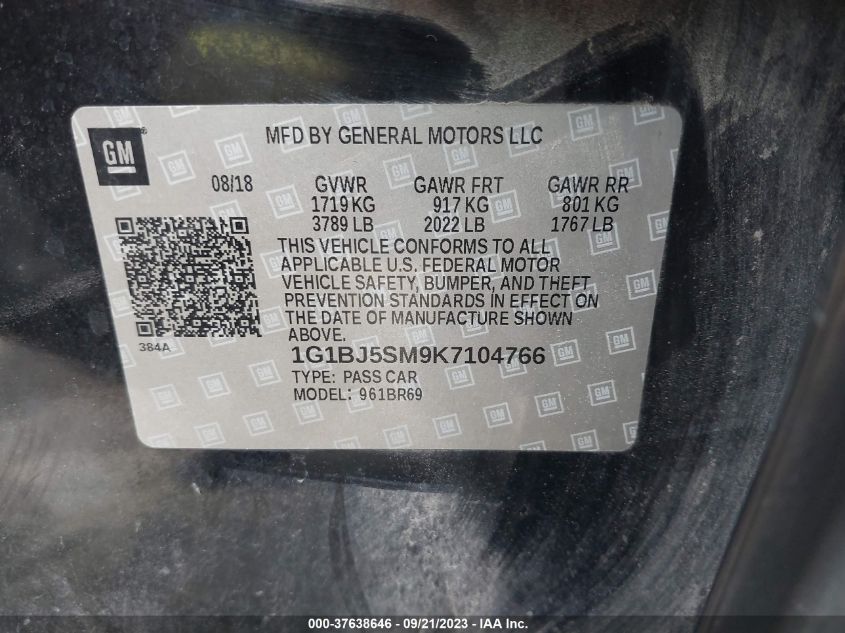 GM
MFD BY GENERAL MOTORS LLC
08/18 GVWR GAWR FRT GAWR RR
1719 KG 917 KG 801 KG
3789 LB 2022 LB 1767 LB
THIS VEHICLE CONFORMS TO ALL
APPLICABLE U.S. FEDERAL MOTOR
VEHICLE SAFETY, BUMPER, AND THEFT
PREVENTION STANDARDS IN EFFECT ON
THE DATE OF MANUFACTURE SHOWN
ABOVE.
384A
1G1BJ5SM9K7104766
TYPE: PASS CAR
MODEL: 961BR69
000-37638646 - 09/21/2023 - IAA Inc.